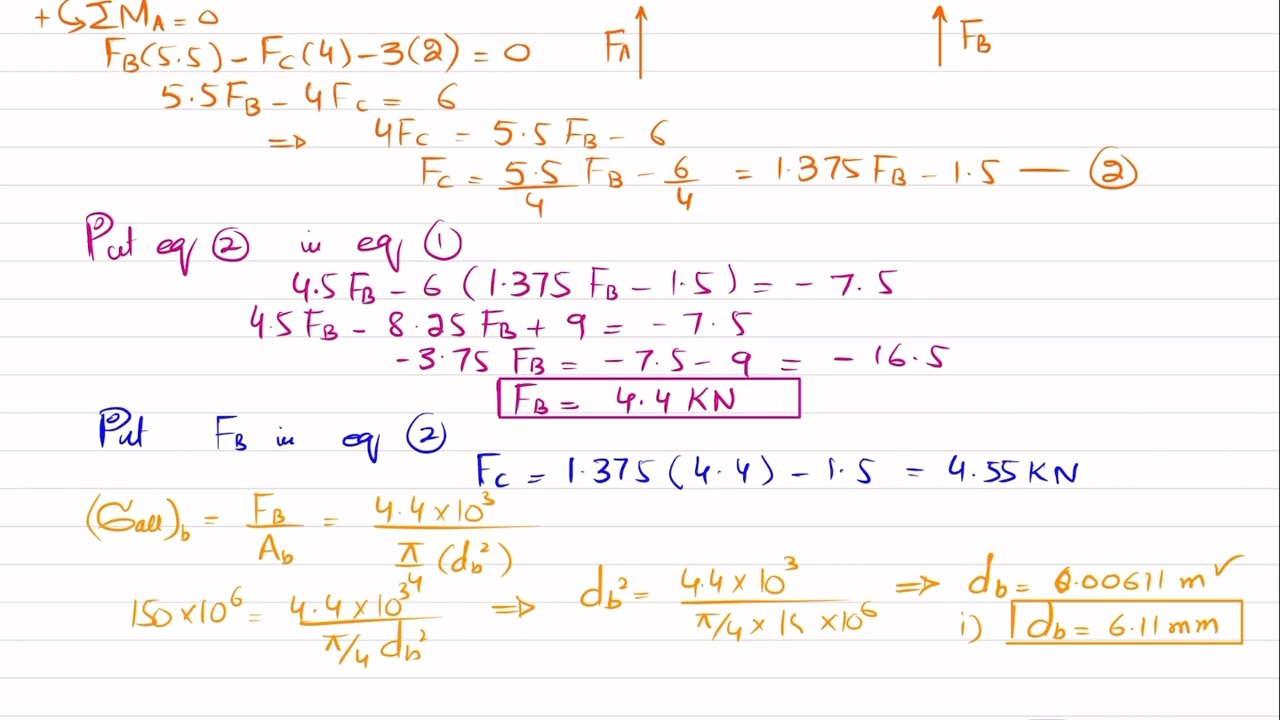 +↺ΣM_A = 0
F_B(5.5) - F_C(4) - 3(2) = 0
F_A↑ ↑F_B
5.5F_B - 4F_C = 6
⇒ 4F_C = 5.5 F_B - 6
F_C = 5.5/4 F_B - 6/4 = 1.375 F_B - 1.5 — ②
Put eq ② in eq ①
4.5 F_B - 6 (1.375 F_B - 1.5) = - 7.5
4.5 F_B - 8.25 F_B + 9 = - 7.5
-3.75 F_B = - 7.5 - 9 = - 16.5
F_B = 4.4 KN
Put F_B in eq ②
F_C = 1.375 (4.4) - 1.5 = 4.55 KN
(σ_all)_b = F_B/A_b = 4.4 × 10³/(π/4 (d_b²))
150 × 10⁶ = 4.4 × 10³/(π/4 d_b²) ⇒ d_b² = 4.4 × 10³/(π/4 × 15 × 10⁶) ⇒ d_b = 0.00611 m ✓
i) d_b = 6.11 mm